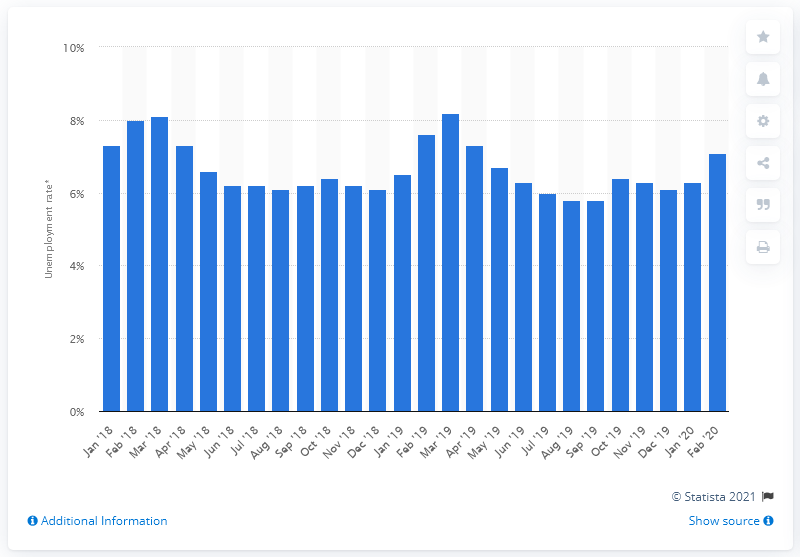 10%
8%
6%
4%
2%
0%
Unemployment rate*
Jan '18
Feb '18
Mar '18
Apr '18
May '18
Jun '18
Jul '18
Aug '18
Sep '18
Oct '18
Nov '18
Dec '18
Jan '19
Feb '19
Mar '19
Apr '19
May '19
Jun '19
Jul '19
Aug '19
Sep '19
Oct '19
Nov '19
Dec '19
Jan '20
Feb '20
© Statista 2021
Additional Information
Show source